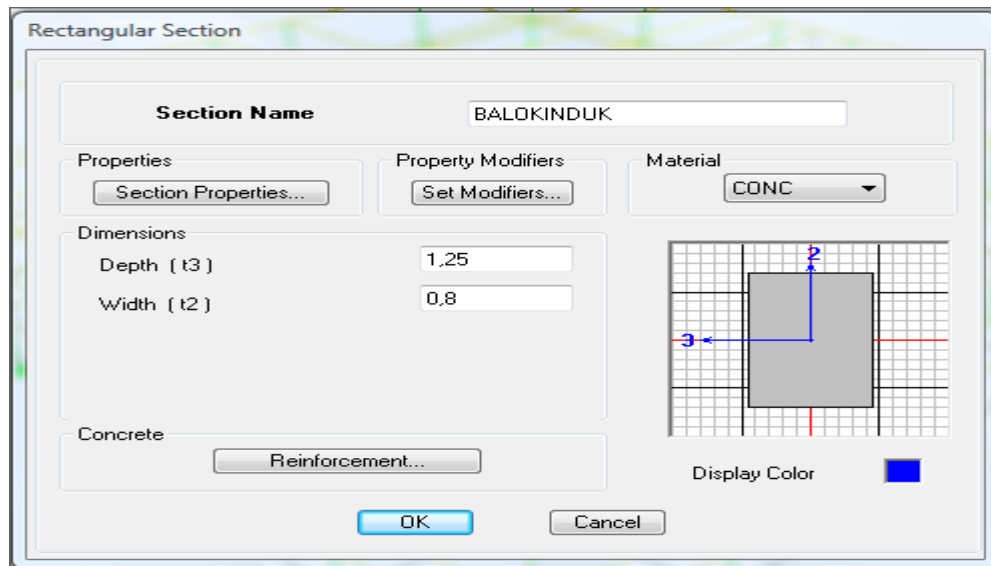 Rectangular Section
Section Name BALOKINDUK
Properties Property Modifiers Material
Section Properties... Set Modifiers... CONC
Dimensions
Depth ( t3 ) 1,25
Width ( t2 ) 0,8
2
3
Concrete
Reinforcement...
Display Color
OK Cancel